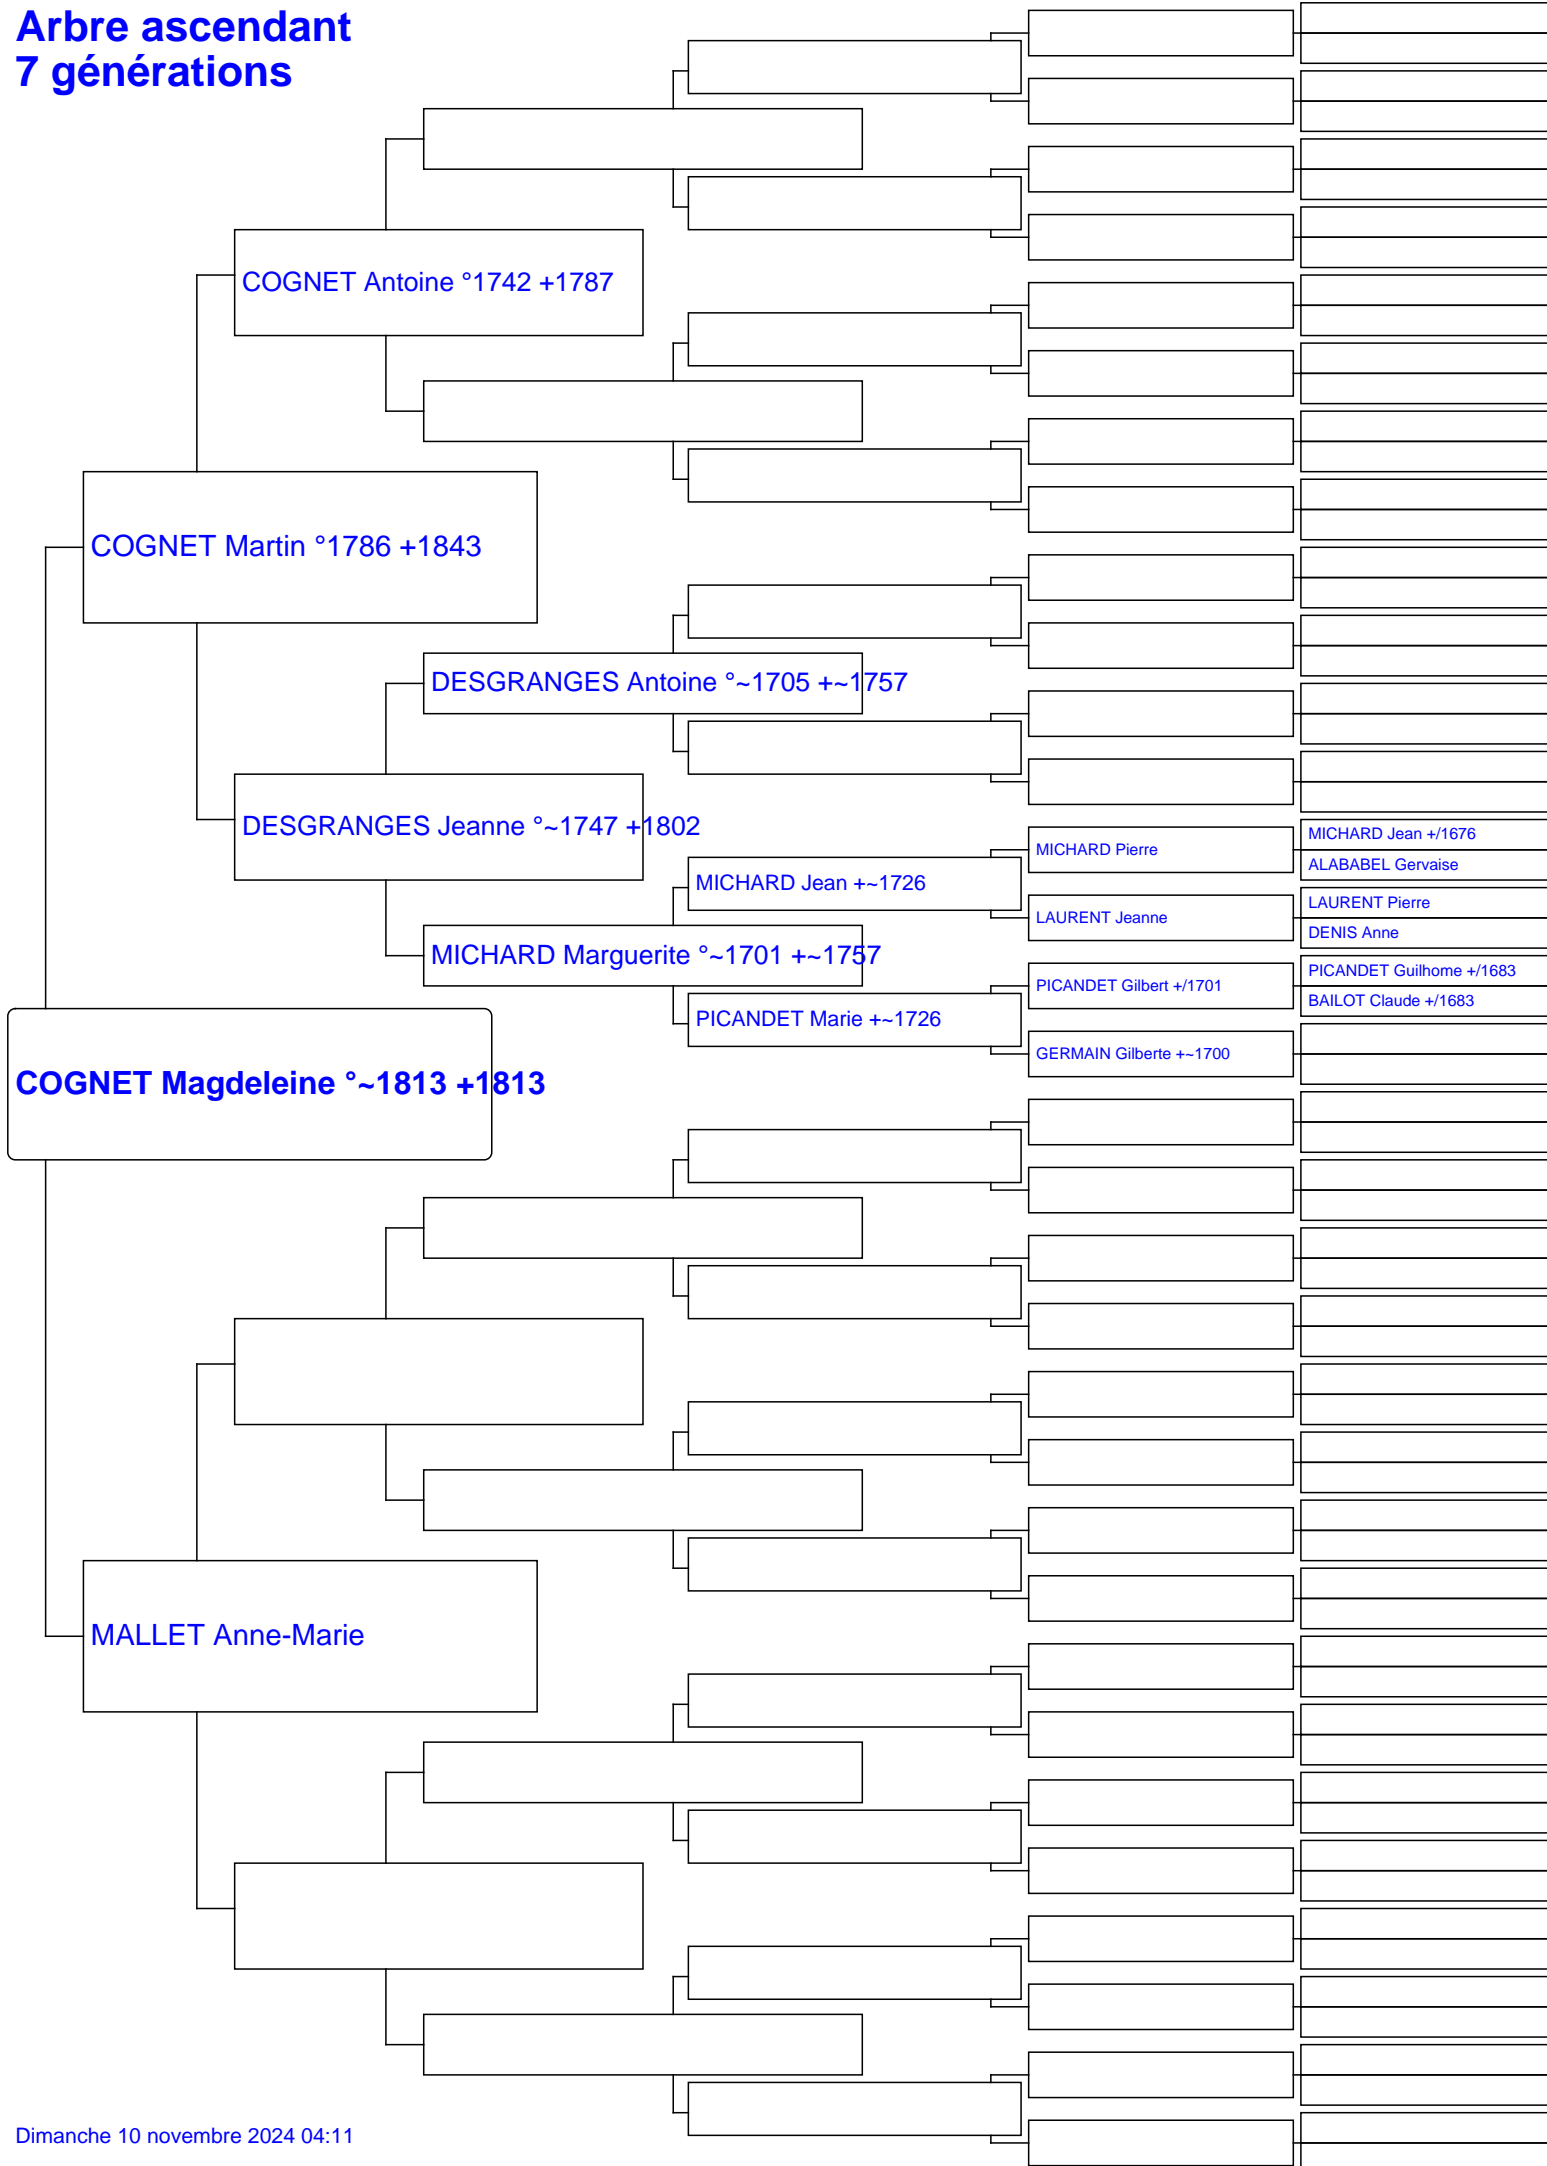 Arbre ascendant
7 générations
COGNET Antoine °1742 +1787
COGNET Martin °1786 +1843
DESGRANGES Antoine °~1705 +~1757
DESGRANGES Jeanne °~1747 +1802
MICHARD Jean +~1726
MICHARD Pierre
MICHARD Jean +/1676
ALABABEL Gervaise
LAURENT Jeanne
LAURENT Pierre
DENIS Anne
MICHARD Marguerite °~1701 +~1757
PICANDET Marie +~1726
PICANDET Gilbert +/1701
PICANDET Guilhome +/1683
BAILOT Claude +/1683
GERMAIN Gilberte +~1700
COGNET Magdeleine °~1813 +1813
MALLET Anne-Marie
Dimanche 10 novembre 2024 04:11